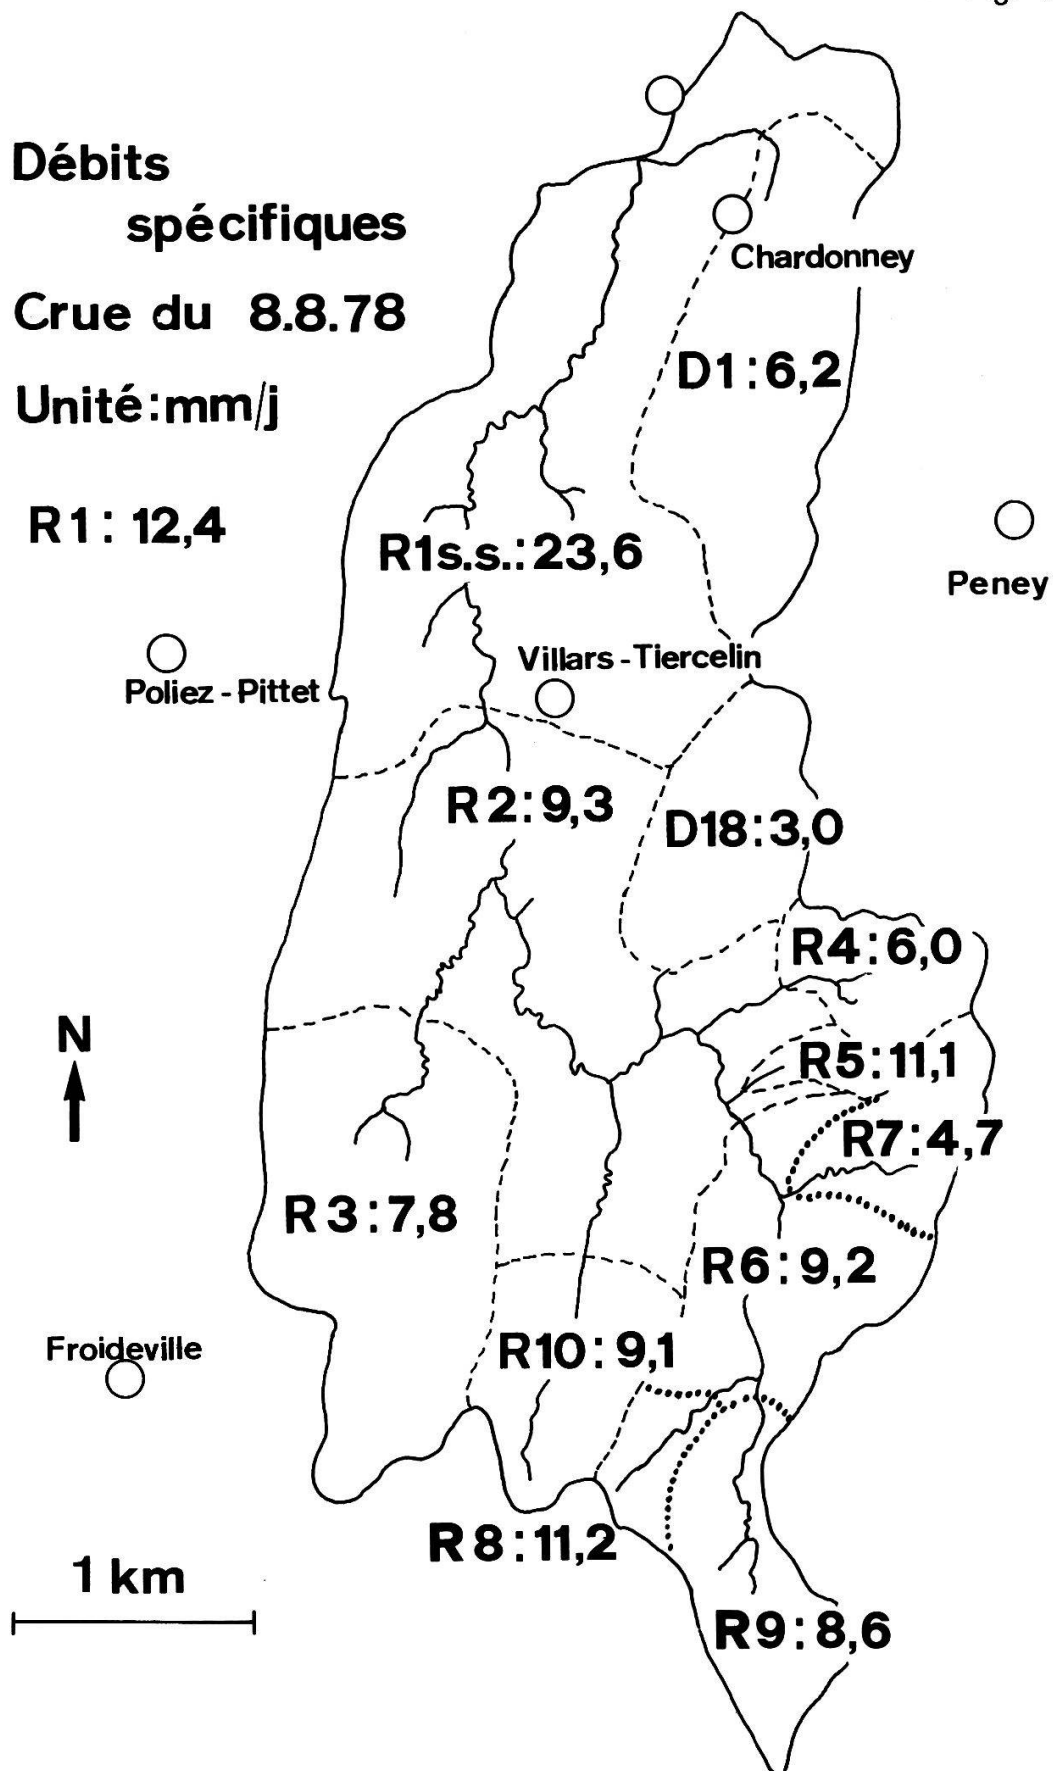 Débits
spécifiques
Crue du 8.8.78
Unité:mm/j
R1: 12,4
Chardonney
D1:6,2
R1s.s.:23,6
Peney
Villars-Tiercelin
Poliez-Pittet
R2:9,3
D18:3,0
R4:6,0
N
R5:11,1
R7:4,7
R3:7,8
R6:9,2
Froideville
R10:9,1
R8:11,2
1 km
R9:8,6